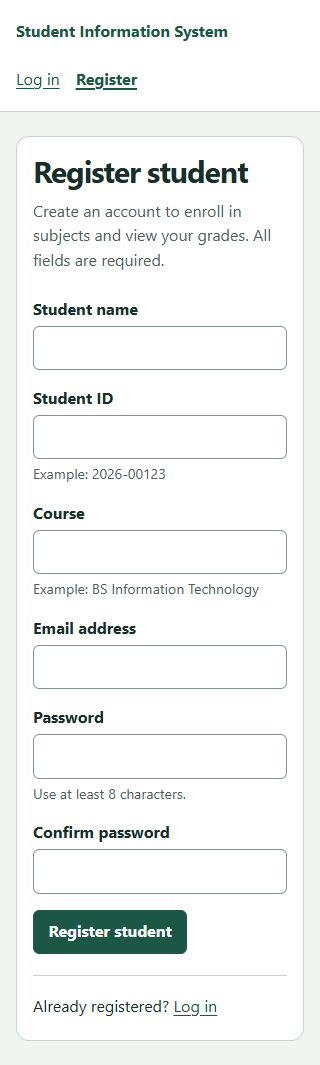 Student Information System
Log in Register
Register student
Create an account to enroll in
subjects and view your grades. All
fields are required.
Student name
Student ID
Example: 2026-00123
Course
Example: BS Information Technology
Email address
Password
Use at least 8 characters.
Confirm password
Register student
Already registered? Log in